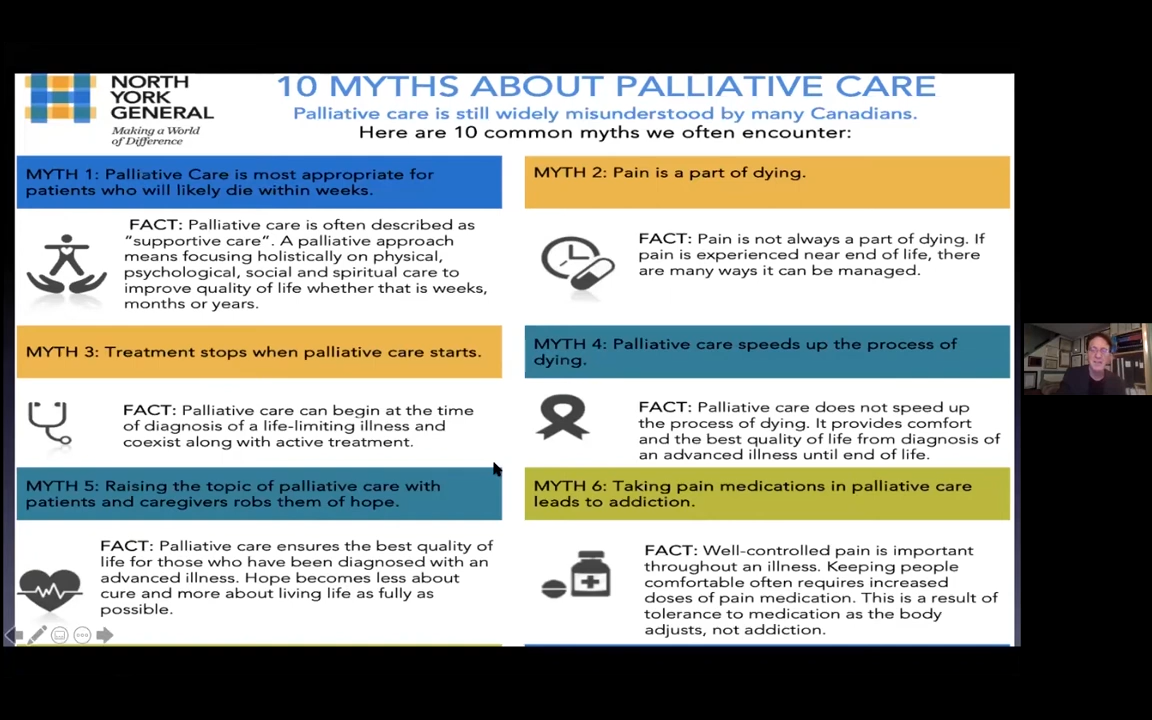 NORTH
YORK
GENERAL
Making a World
of Difference
10 MYTHS ABOUT PALLIATIVE CARE
Palliative care is still widely misunderstood by many Canadians.
Here are 10 common myths we often encounter:
MYTH 1: Palliative Care is most appropriate for
patients who will likely die within weeks.
FACT: Palliative care is often described as
“supportive care”. A palliative approach
means focusing holistically on physical,
psychological, social and spiritual care to
improve quality of life whether that is weeks,
months or years.
MYTH 2: Pain is a part of dying.
FACT: Pain is not always a part of dying. If
pain is experienced near end of life, there
are many ways it can be managed.
MYTH 3: Treatment stops when palliative care starts.
FACT: Palliative care can begin at the time
of diagnosis of a life-limiting illness and
coexist along with active treatment.
MYTH 4: Palliative care speeds up the process of
dying.
FACT: Palliative care does not speed up
the process of dying. It provides comfort
and the best quality of life from diagnosis of
an advanced illness until end of life.
MYTH 5: Raising the topic of palliative care with
patients and caregivers robs them of hope.
FACT: Palliative care ensures the best quality of
life for those who have been diagnosed with an
advanced illness. Hope becomes less about
cure and more about living life as fully as
possible.
MYTH 6: Taking pain medications in palliative care
leads to addiction.
FACT: Well-controlled pain is important
throughout an illness. Keeping people
comfortable often requires increased
doses of pain medication. This is a result of
tolerance to medication as the body
adjusts, not addiction.